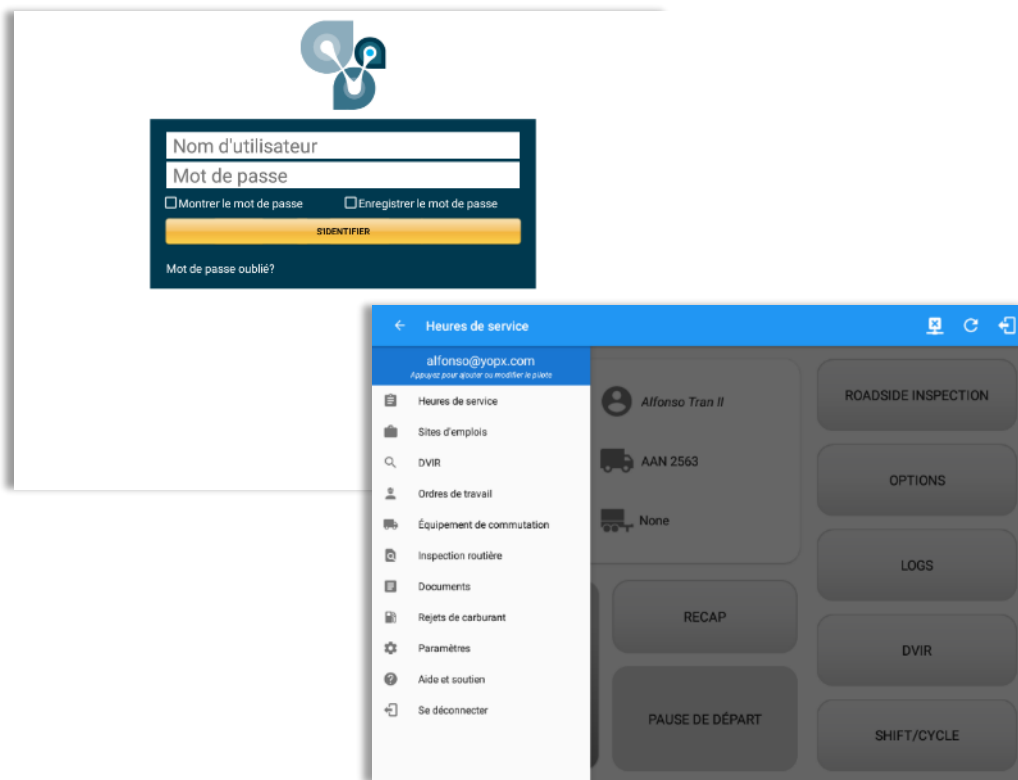 Nom d'utilisateur
Mot de passe
Montrer le mot de passe
Enregistrer le mot de passe
S'IDENTIFIER
Mot de passe oublié?
Heures de service
alfonso@yopx.com
Appuyez pour ajouter ou modifier le pilote
Heures de service
Sites d'emplois
DVIR
Ordres de travail
Équipement de commutation
Inspection routière
Documents
Rejets de carburant
Paramètres
Aide et soutien
Se déconnecter
Alfonso Tran II
AAN 2563
None
RECAP
PAUSE DE DÉPART
ROADSIDE INSPECTION
OPTIONS
LOGS
DVIR
SHIFT/CYCLE